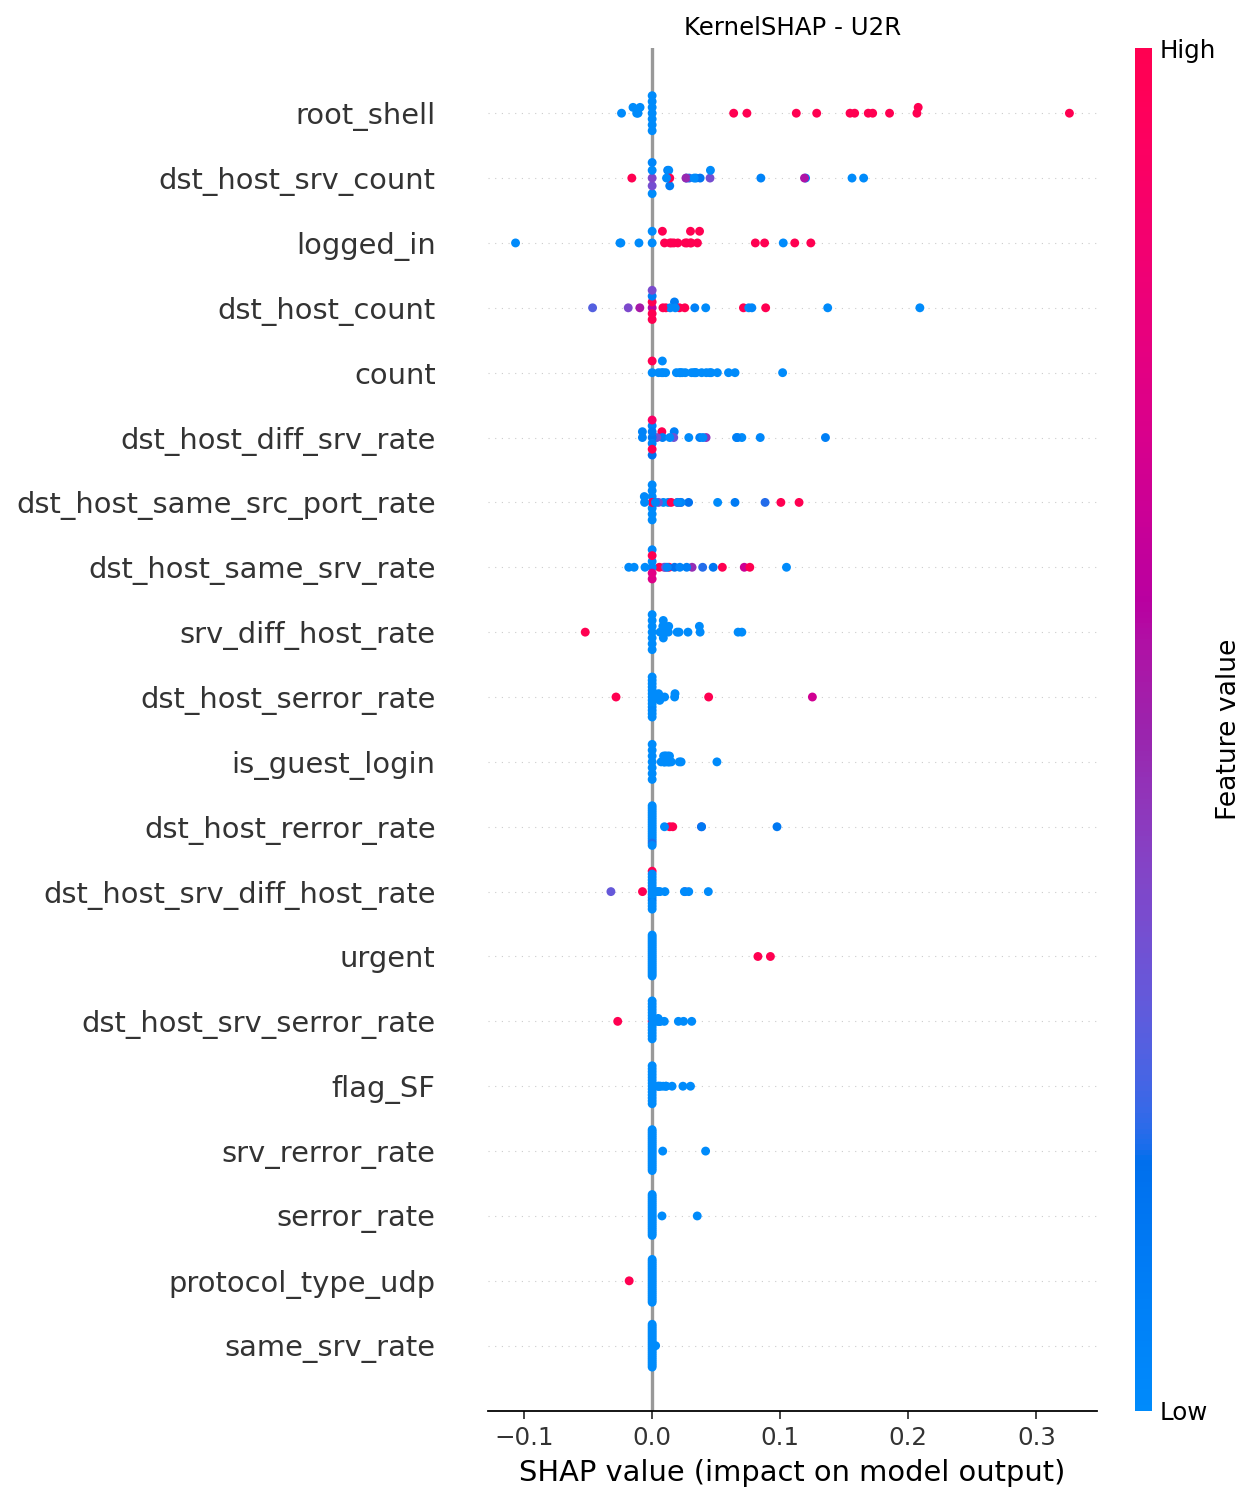 KernelSHAP - U2R
High
root_shell
dst_host_srv_count
logged_in
dst_host_count
count
dst_host_diff_srv_rate
dst_host_same_src_port_rate
dst_host_same_srv_rate
srv_diff_host_rate
dst_host_serror_rate
is_guest_login
dst_host_rerror_rate
dst_host_srv_diff_host_rate
urgent
dst_host_srv_serror_rate
flag_SF
srv_rerror_rate
serror_rate
protocol_type_udp
same_srv_rate
Feature value
Low
−0.1 0.0 0.1 0.2 0.3
SHAP value (impact on model output)